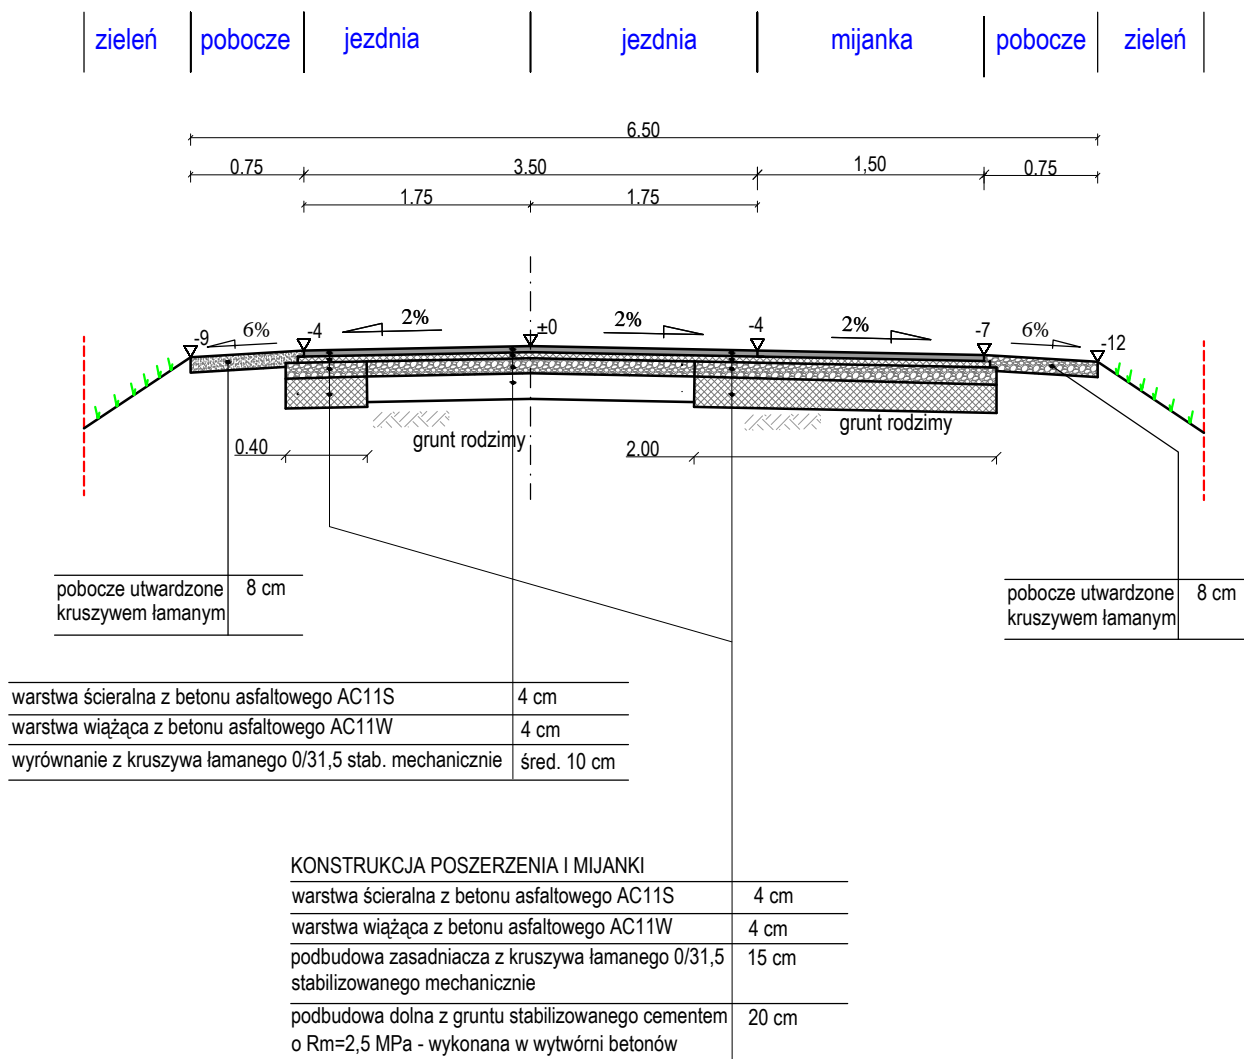 zieleń pobocze jezdnia jezdnia mijanka pobocze zieleń
6.50
0.75 3.50 1,50 0.75
1.75 1.75
-9 6% -4 2% ±0 2% -4 2% -7 6% -12
grunt rodzimy grunt rodzimy
0.40 2.00
pobocze utwardzone 8 cm
kruszywem łamanym
pobocze utwardzone 8 cm
kruszywem łamanym
warstwa ścieralna z betonu asfaltowego AC11S 4 cm
warstwa wiążąca z betonu asfaltowego AC11W 4 cm
wyrównanie z kruszywa łamanego 0/31,5 stab. mechanicznie śred. 10 cm
KONSTRUKCJA POSZERZENIA I MIJANKI
warstwa ścieralna z betonu asfaltowego AC11S 4 cm
warstwa wiążąca z betonu asfaltowego AC11W 4 cm
podbudowa zasadniacza z kruszywa łamanego 0/31,5 15 cm
stabilizowanego mechanicznie
podbudowa dolna z gruntu stabilizowanego cementem 20 cm
o Rm=2,5 MPa - wykonana w wytwórni betonów